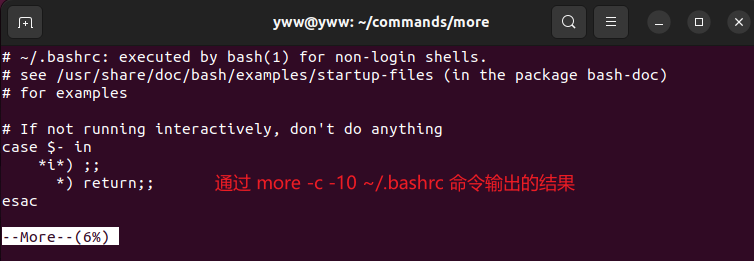 yww@yww: ~/commands/more
# ~/.bashrc: executed by bash(1) for non-login shells.
# see /usr/share/doc/bash/examples/startup-files (in the package bash-doc)
# for examples
# If not running interactively, don't do anything
case $- in
    *i*) ;;
      *) return;;
通过 more -c -10 ~/.bashrc 命令输出的结果
esac
--More--(6%)